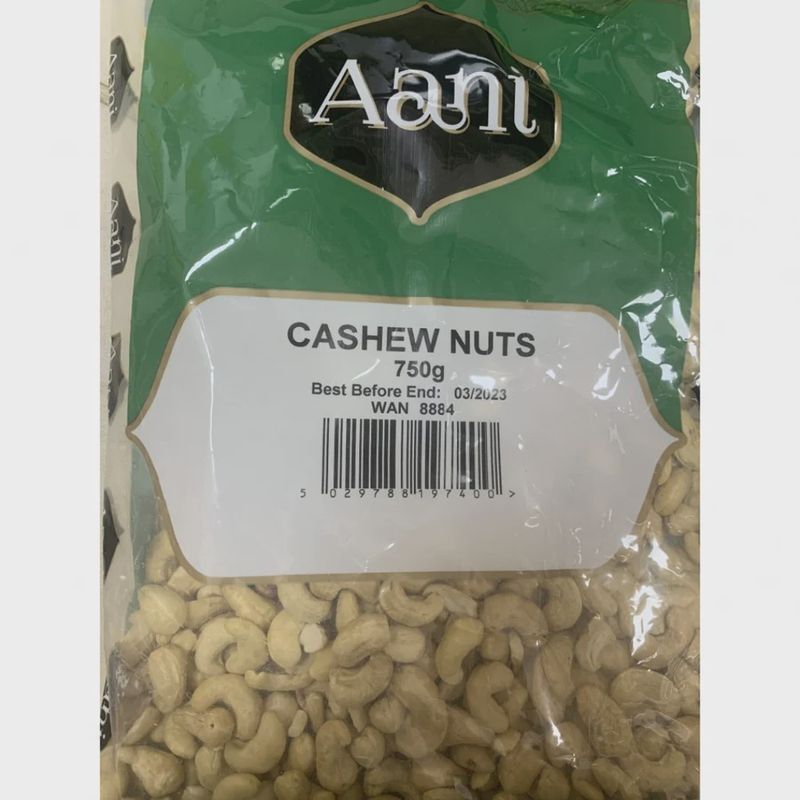 Aani
CASHEW NUTS
750g
Best Before End: 03/2023
WAN 8884
5 029788 197400 >